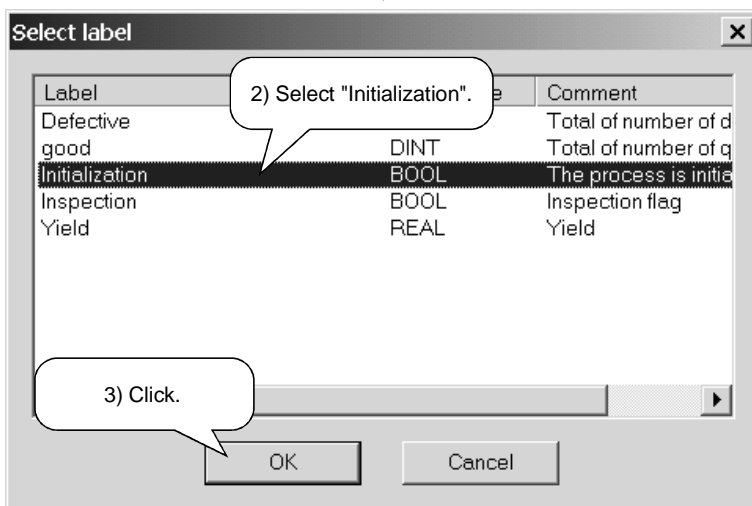 Select label
Label e Comment
2) Select "Initialization".
Defective Total of number of d
good DINT Total of number of q
Initialization BOOL The process is initia
Inspection BOOL Inspection flag
Yield REAL Yield
3) Click.
OK Cancel